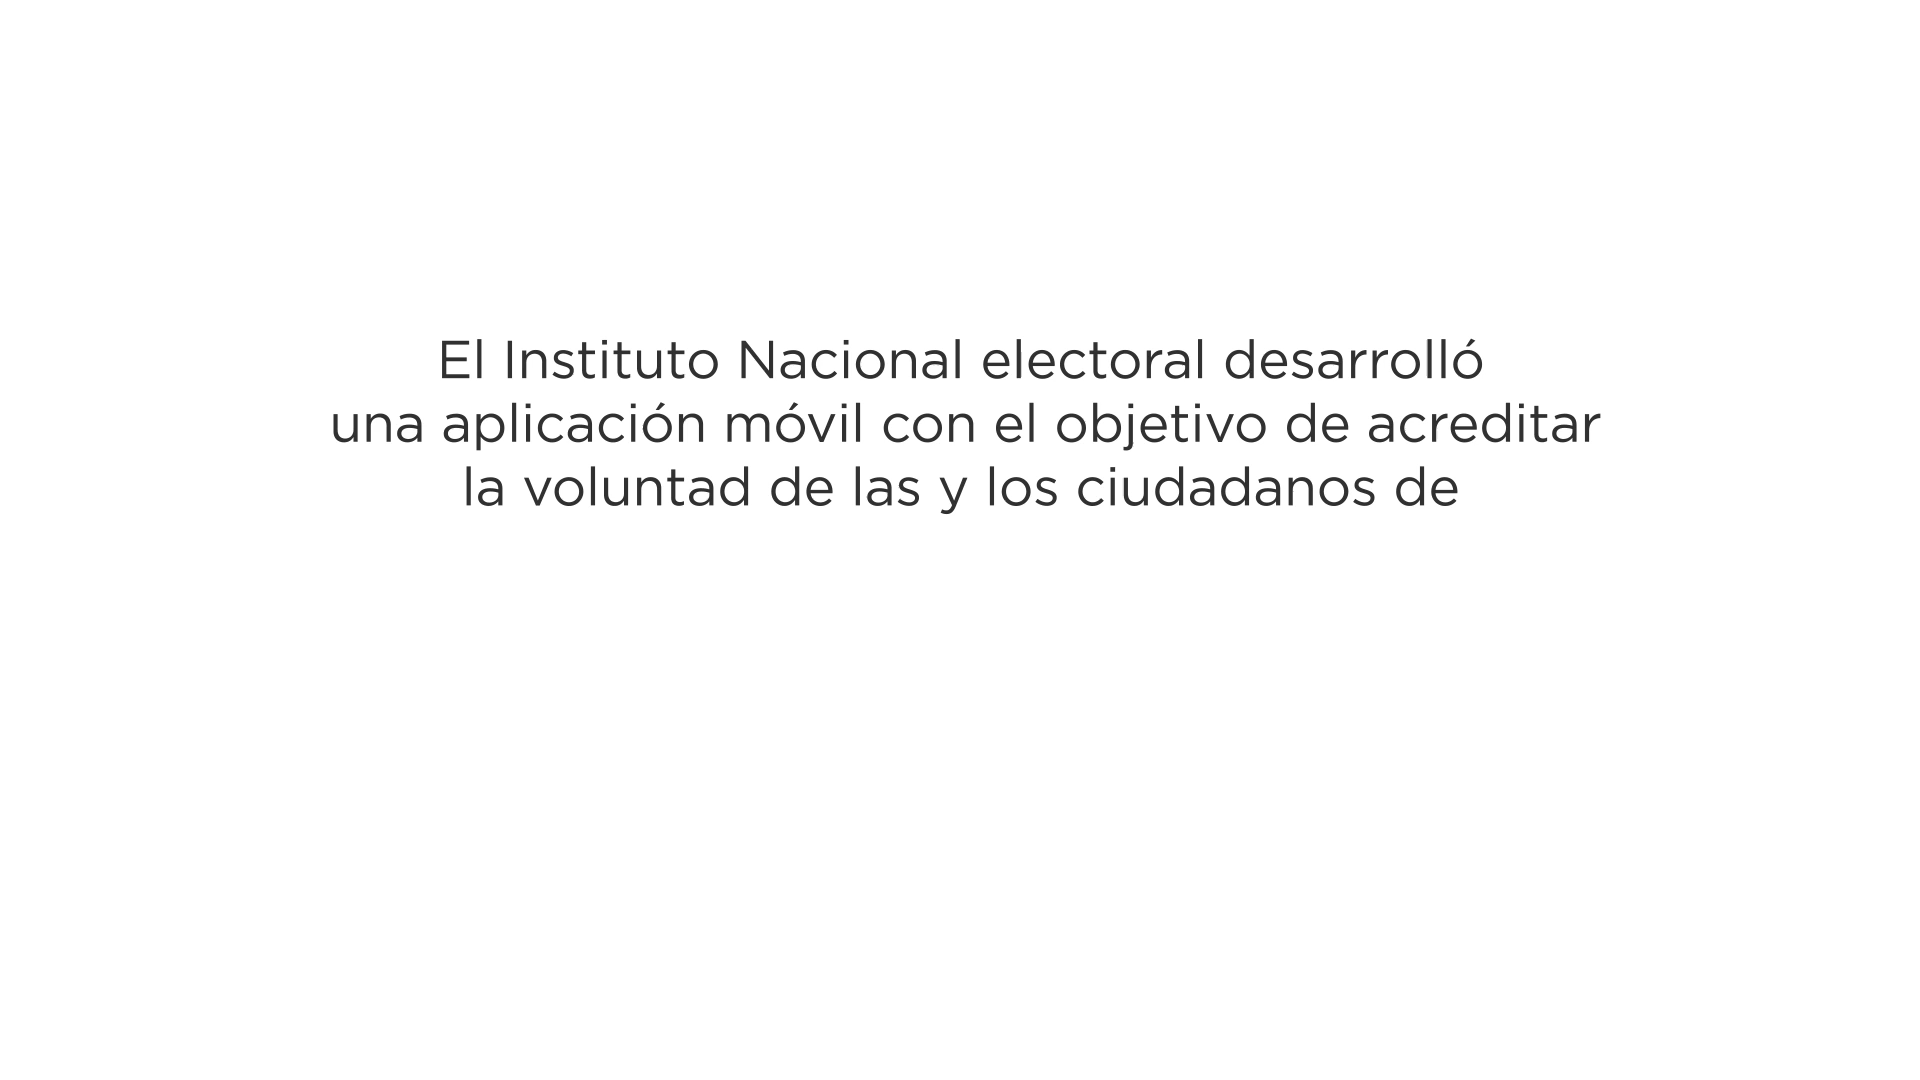 El Instituto Nacional electoral desarrolló
una aplicación móvil con el objetivo de acreditar
la voluntad de las y los ciudadanos de